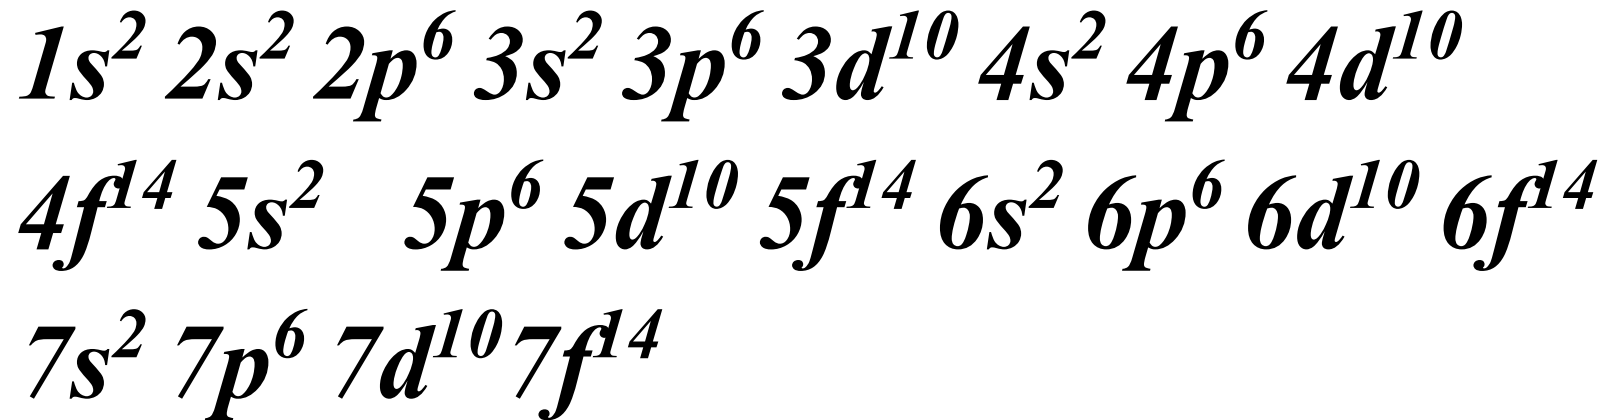 1s² 2s² 2p⁶ 3s² 3p⁶ 3d¹⁰ 4s² 4p⁶ 4d¹⁰
4f¹⁴ 5s² 5p⁶ 5d¹⁰ 5f¹⁴ 6s² 6p⁶ 6d¹⁰ 6f¹⁴
7s² 7p⁶ 7d¹⁰ 7f¹⁴